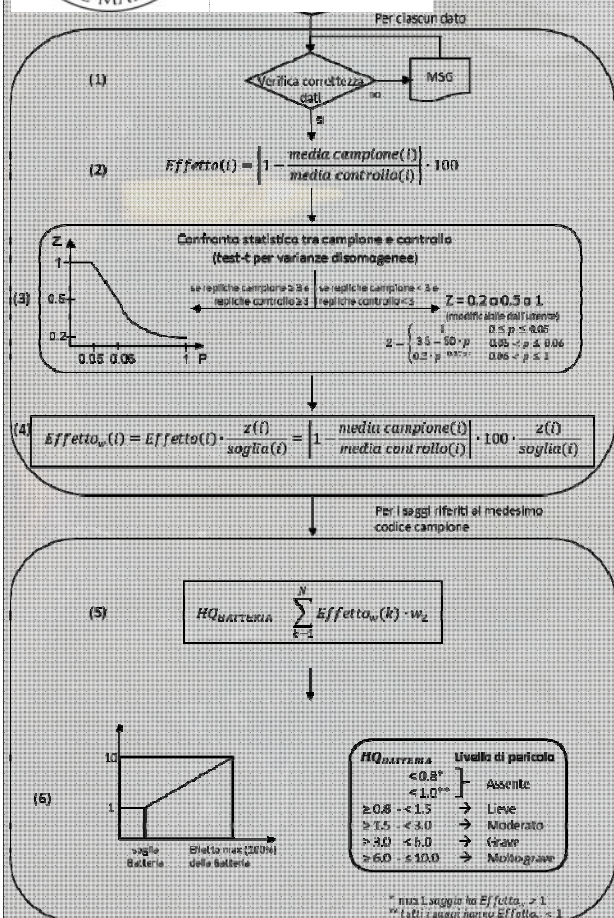 Per ciascun dato
(1)
Verifica correttezza
dati
no
MSG
si
(2)
Effetto(i) = |1 − media campione(i) / media controllo(i)| · 100
Confronto statistico tra campione e controllo
(test-t per varianze disomogenee)
(3)
Z
1
0.5
0.2
0.05 0.06 1 P
se repliche campione ≥ 3 e
repliche controllo ≥ 3
se repliche campione < 3 e
repliche controllo < 3
Z = 0.2 o 0.5 o 1
(modificabile dall'utente)
1 0 ≤ p ≤ 0.05
3.5 − 50 · p 0.05 < p ≤ 0.06
0.06 < p ≤ 1
(4)
Effetto_w(i) = Effetto(i) · z(i) / soglia(i) = |1 − media campione(i) / media controllo(i)| · 100 · z(i) / soglia(i)
Per i saggi riferiti al medesimo
codice campione
(5)
HQ_BATTERIA ∑ N k=1 Effetto_w(k) · w_2
(6)
10
1
soglia
Batteria
Effetto max (100%)
della Batteria
HQ_BATTERIA Livello di pericolo
<0.8*
<1.0**
Assente
≥0.8 - <1.5 → Lieve
≥1.5 - <3.0 → Moderato
≥3.0 - <6.0 → Grave
≥6.0 - ≤10.0 → Molto grave
* max 1 saggio ha Effetto_w > 1
** tutti i saggi hanno Effetto_w ≤ 1